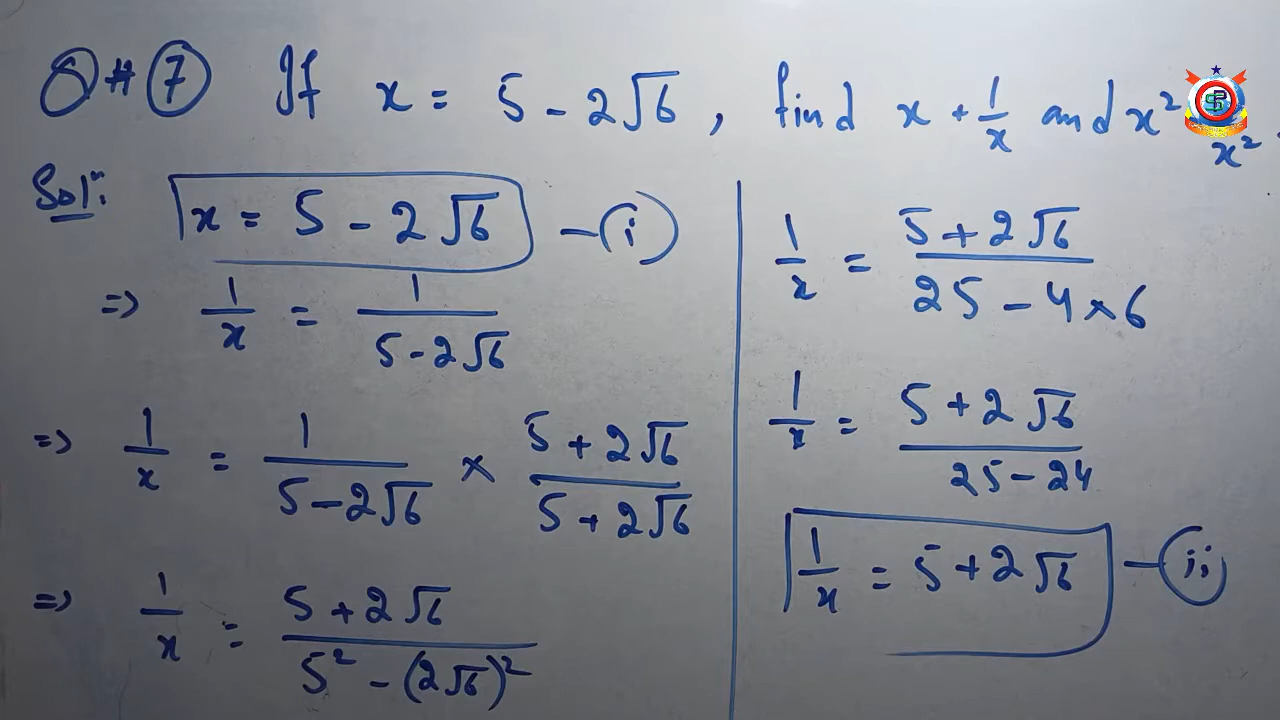 Q # 7 If x = 5 - 2√6, find x + 1/x and x² x².
Sol:
x = 5 - 2√6 —(i)
=> 1/x = 1/(5-2√6)
=> 1/x = 1/(5-2√6) × (5+2√6)/(5+2√6)
=> 1/x = (5+2√6)/(5²-(2√6)²)
1/x = (5+2√6)/(25-4×6)
1/x = (5+2√6)/(25-24)
1/x = 5+2√6 —(ii)